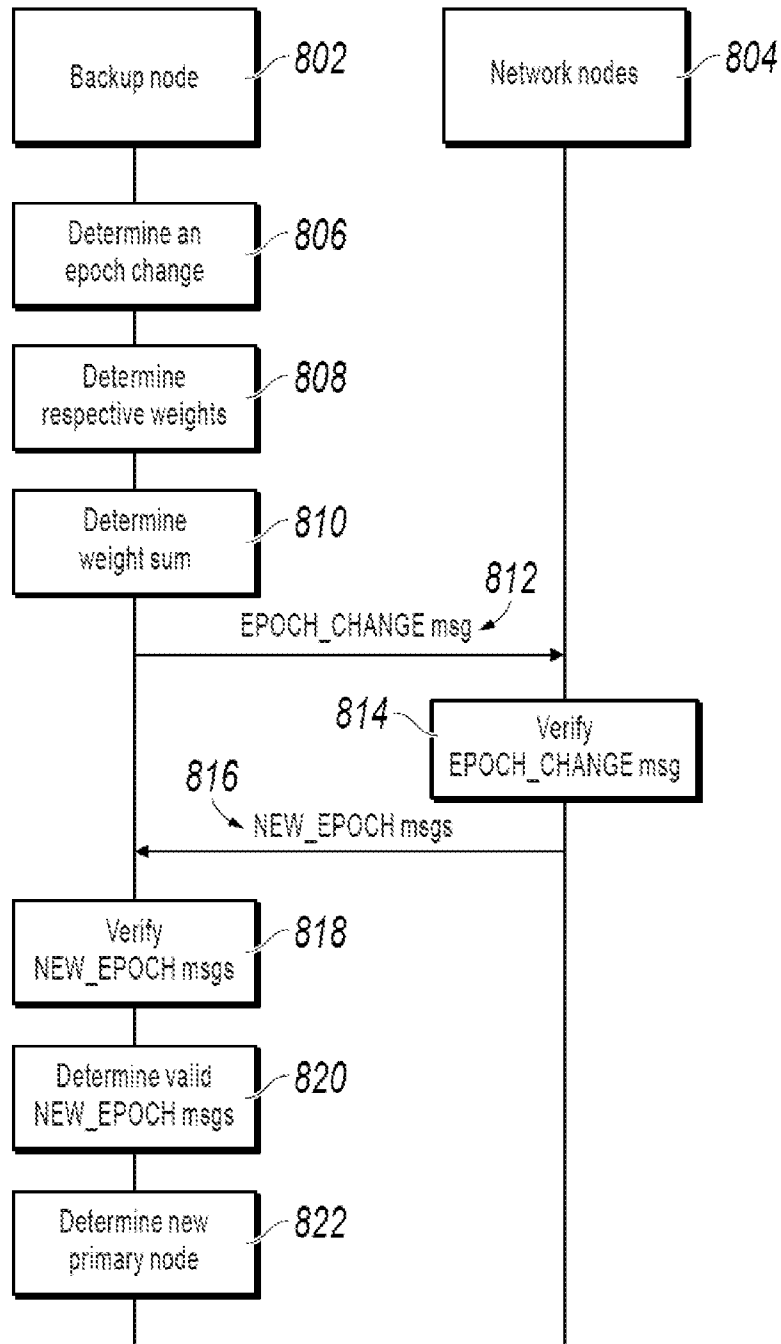 Backup node
802
Network nodes
804
Determine an
epoch change
806
Determine
respective weights
808
Determine
weight sum
810
812
EPOCH_CHANGE msg
814
Verify
EPOCH_CHANGE msg
816
NEW_EPOCH msgs
Verify
NEW_EPOCH msgs
818
Determine valid
NEW_EPOCH msgs
820
Determine new
primary node
822